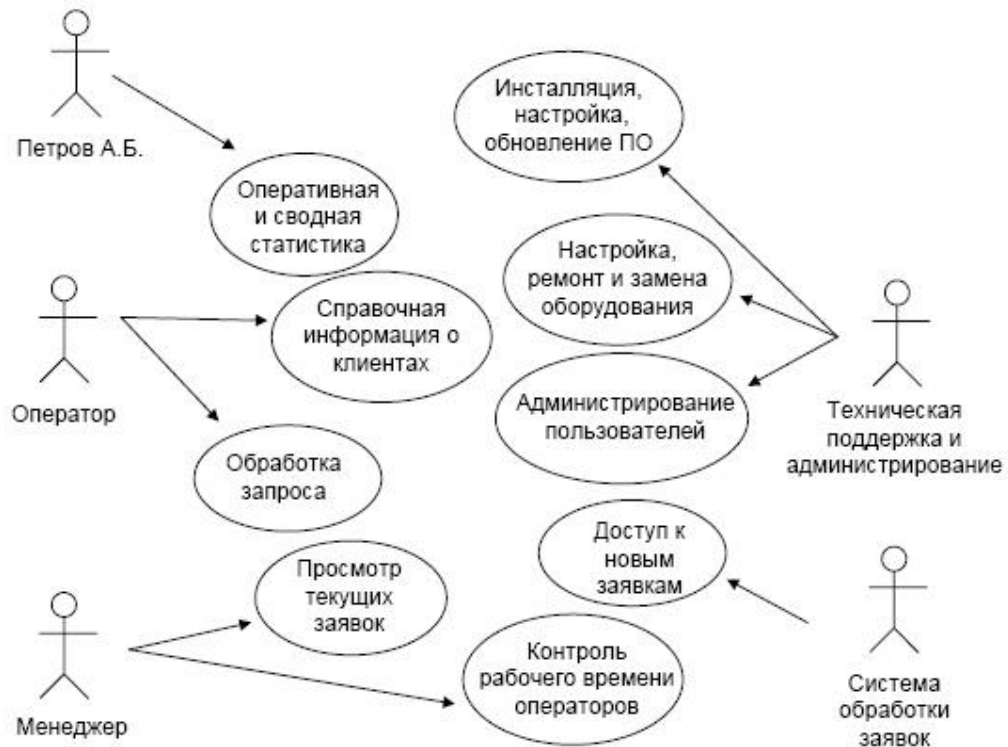 Петров А.Б.
Инсталляция,
настройка,
обновление ПО
Оперативная
и сводная
статистика
Настройка,
ремонт и замена
оборудования
Справочная
информация о
клиентах
Оператор
Администрирование
пользователей
Техническая
поддержка и
администрирование
Обработка
запроса
Доступ к
новым
заявкам
Просмотр
текущих
заявок
Контроль
рабочего времени
операторов
Менеджер
Система
обработки
заявок